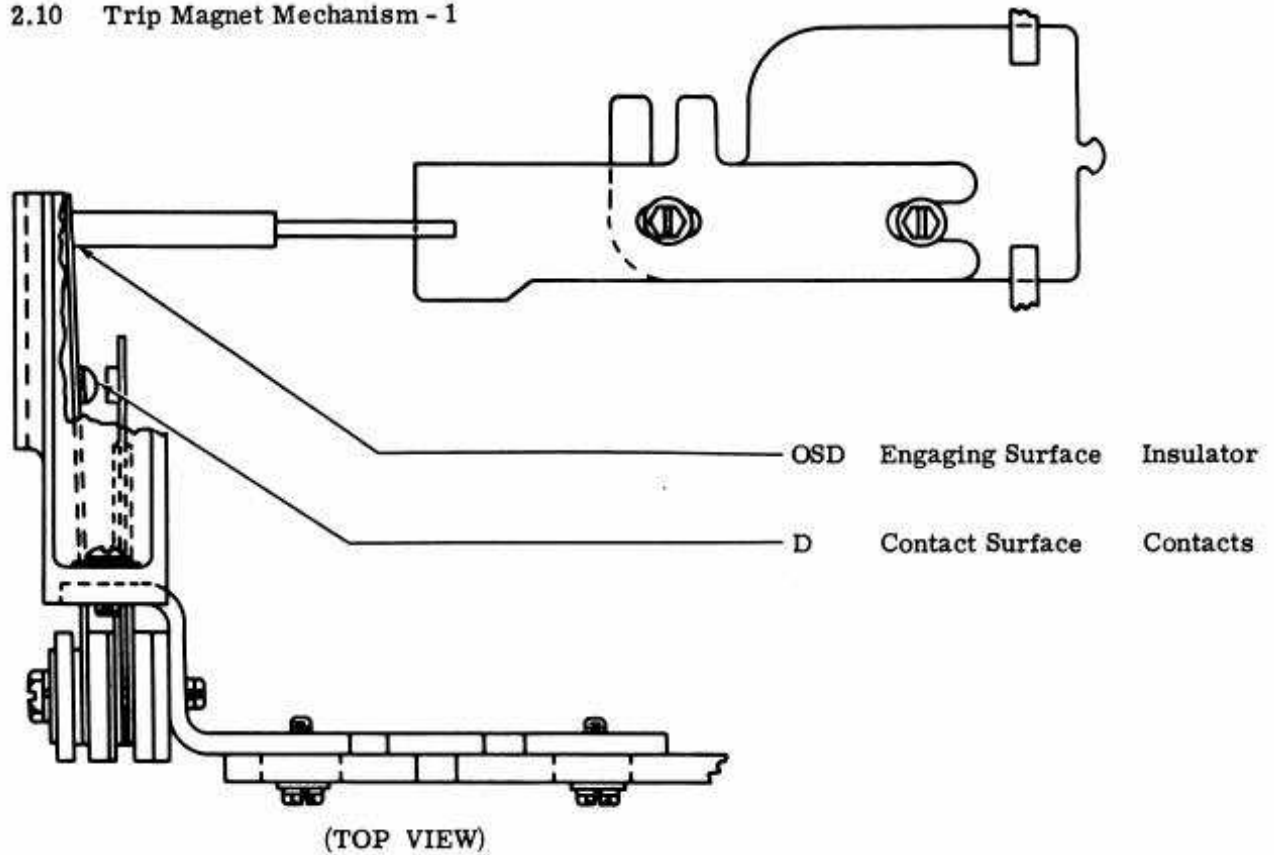 2.10 Trip Magnet Mechanism - 1
OSD Engaging Surface Insulator
D Contact Surface Contacts
(TOP VIEW)